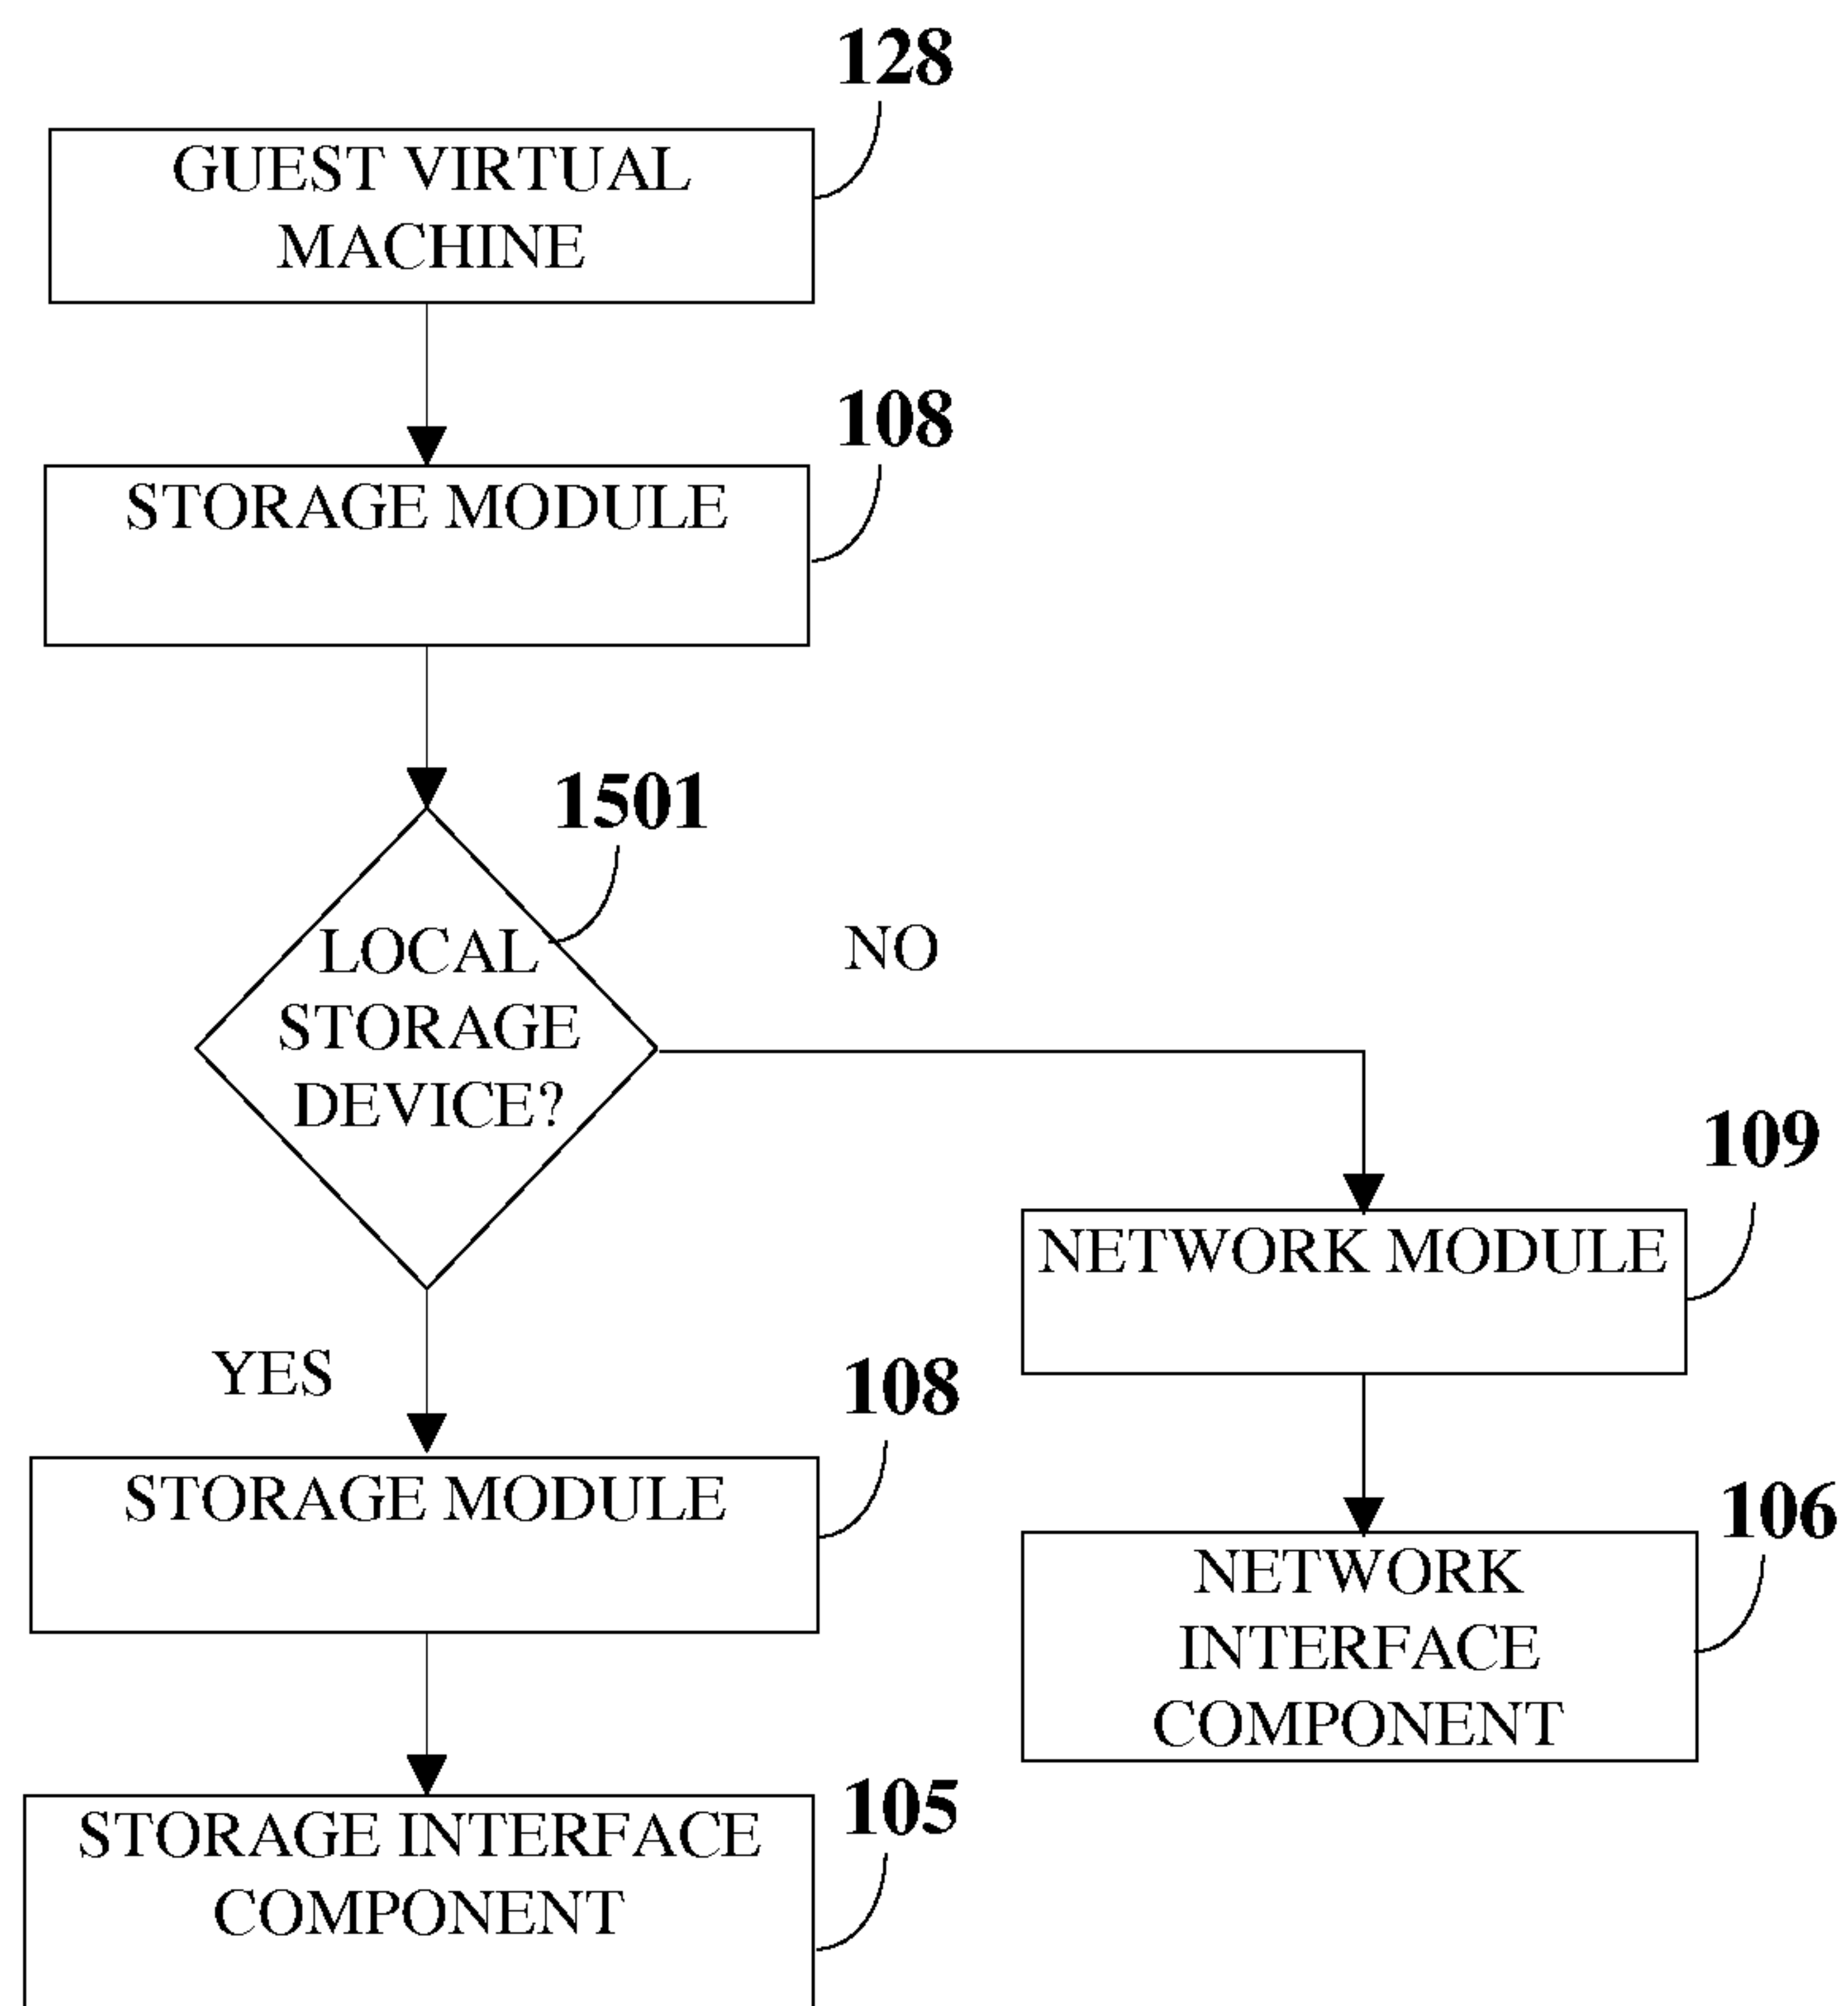 128
GUEST VIRTUAL
MACHINE
108
STORAGE MODULE
1501
LOCAL
STORAGE
DEVICE?
NO
109
NETWORK MODULE
YES
108
STORAGE MODULE
106
NETWORK
INTERFACE
COMPONENT
105
STORAGE INTERFACE
COMPONENT